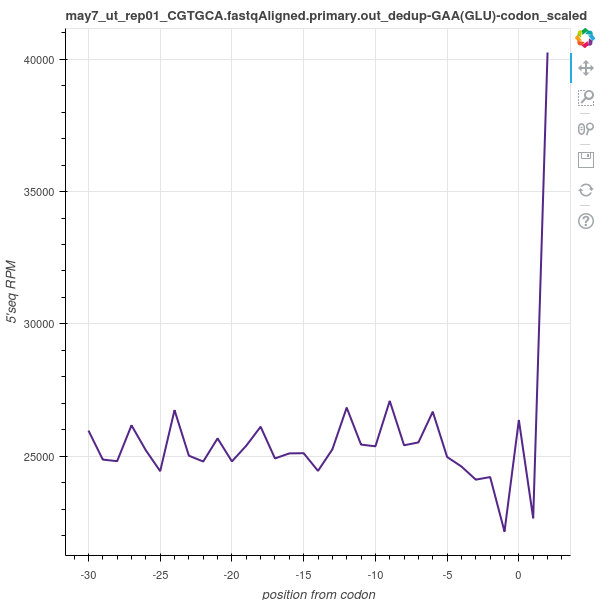 may7_ut_rep01_CGTGCA.fastqAligned.primary.out_dedup-GAA(GLU)-codon_scaled
40000
35000
30000
25000
5'seq RPM
-30 -25 -20 -15 -10 -5 0
position from codon